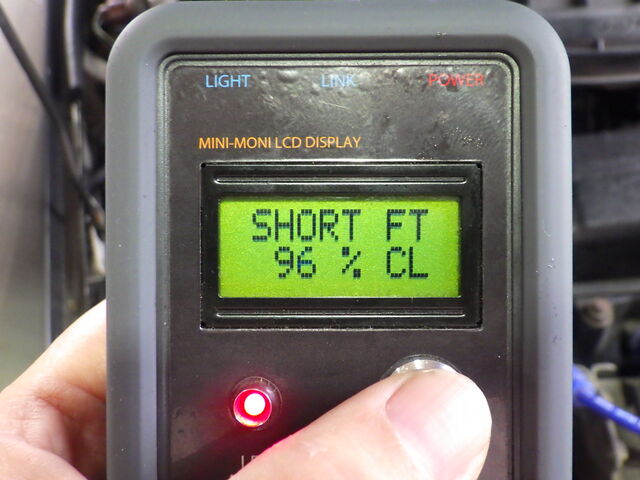 LIGHT LINK POWER
MINI-MONI LCD DISPLAY
SHORT FT
96 % CL